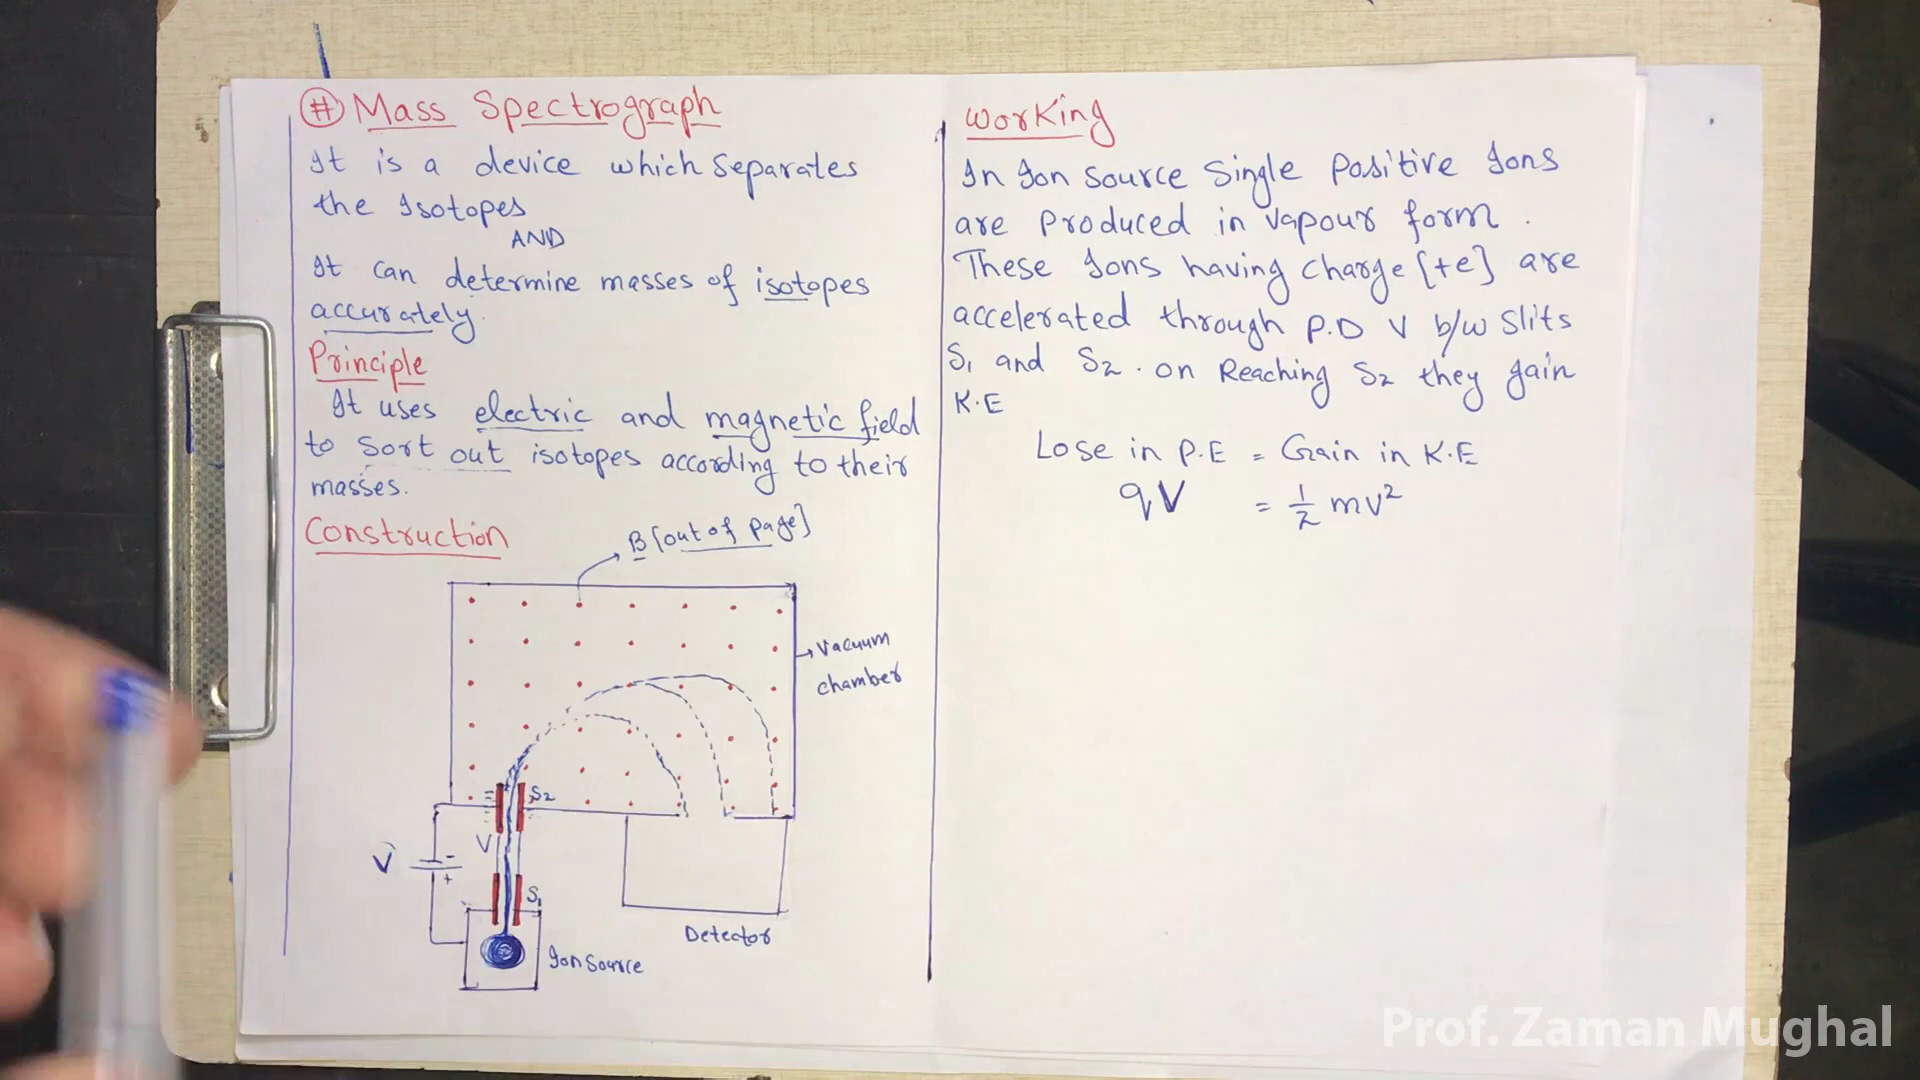 # Mass Spectrograph
It is a device which separates
the Isotopes
AND
It can determine masses of isotopes
accurately.
Principle
It uses electric and magnetic field
to sort out isotopes according to their
masses.
Construction
B [out of page]
Vacuum
chamber
S2
V
V
-
+
S1
Detector
Ion Source
Working
In Ion source Single Positive Ions
are produced in vapour form.
These Ions having charge [+e] are
accelerated through P.D V b/w Slits
S1 and S2. on Reaching S2 they gain
K.E
Lose in P.E = Gain in K.E
qV = 1/2 mv²
Prof. Zaman Mughal